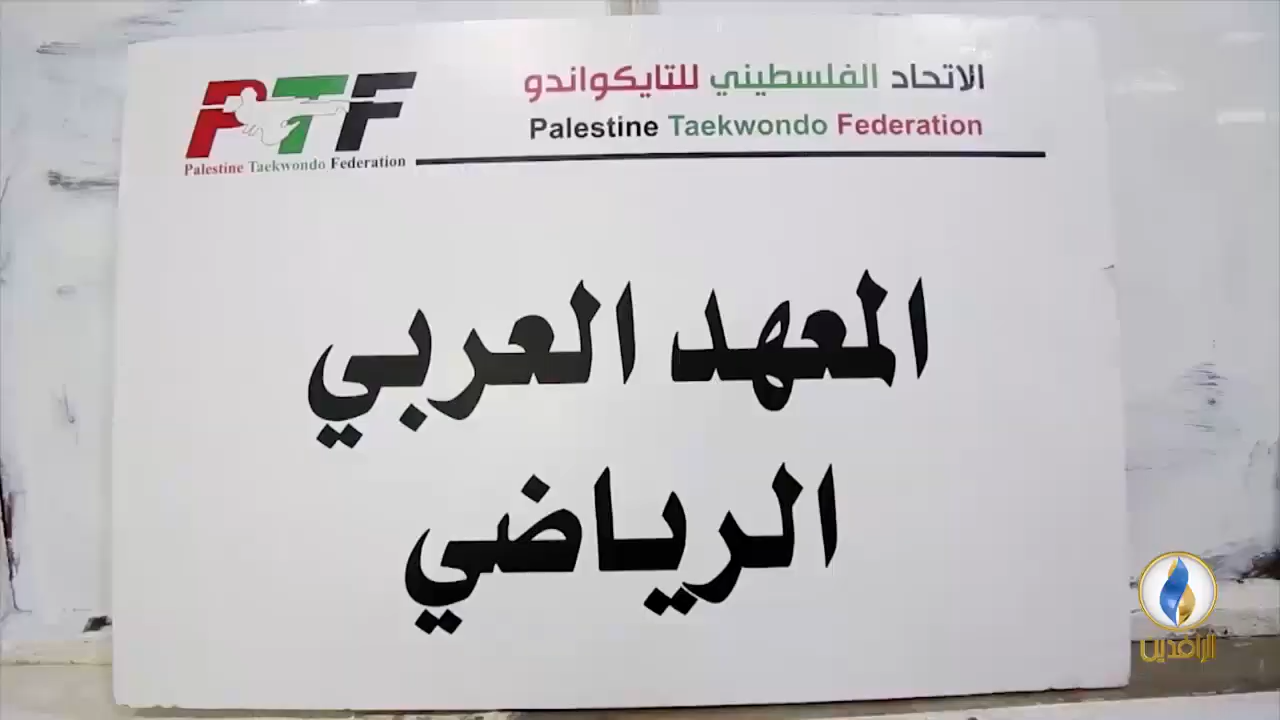 PTF
Palestine Taekwondo Federation
الاتحاد الفلسطيني للتايكواندو
Palestine Taekwondo Federation
المعهد العربي
الرياضي
الرافدين